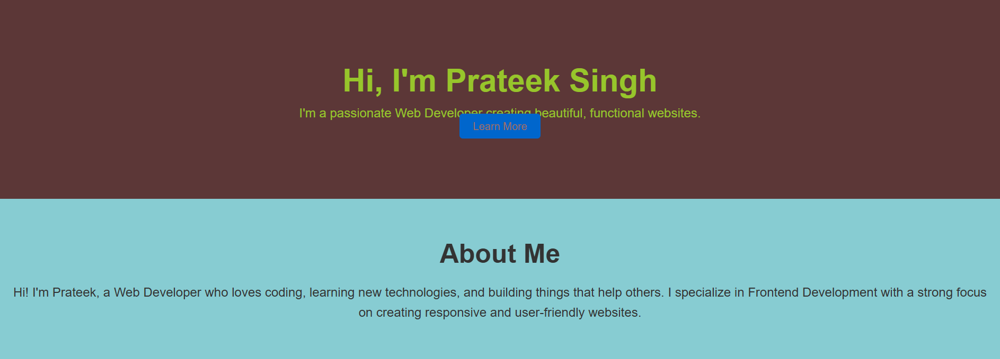 Hi, I'm Prateek Singh
I'm a passionate Web Developer creating beautiful, functional websites.
Learn More
About Me
Hi! I'm Prateek, a Web Developer who loves coding, learning new technologies, and building things that help others. I specialize in Frontend Development with a strong focus
on creating responsive and user-friendly websites.